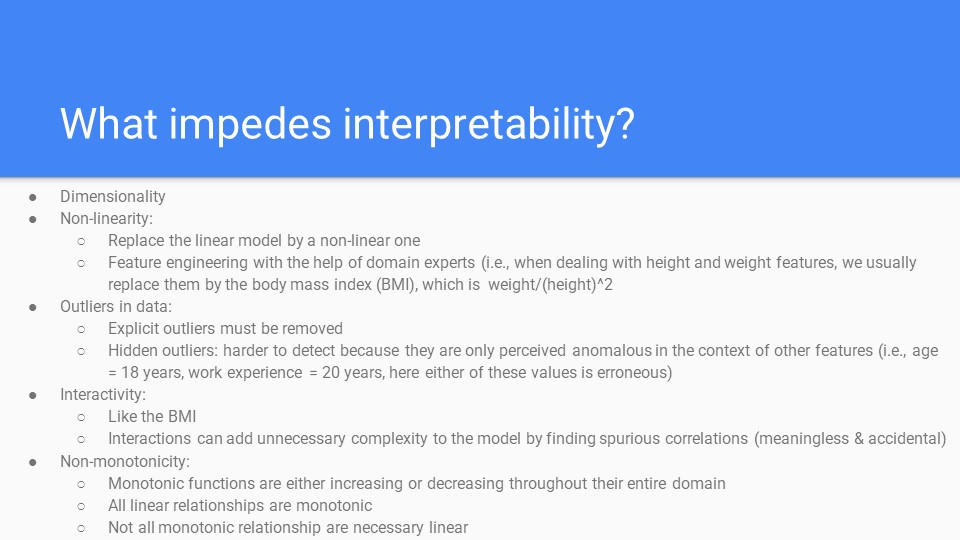 What impedes interpretability?
● Dimensionality
● Non-linearity:
○ Replace the linear model by a non-linear one
○ Feature engineering with the help of domain experts (i.e., when dealing with height and weight features, we usually
replace them by the body mass index (BMI), which is weight/(height)^2
● Outliers in data:
○ Explicit outliers must be removed
○ Hidden outliers: harder to detect because they are only perceived anomalous in the context of other features (i.e., age
= 18 years, work experience = 20 years, here either of these values is erroneous)
● Interactivity:
○ Like the BMI
○ Interactions can add unnecessary complexity to the model by finding spurious correlations (meaningless & accidental)
● Non-monotonicity:
○ Monotonic functions are either increasing or decreasing throughout their entire domain
○ All linear relationships are monotonic
○ Not all monotonic relationship are necessary linear